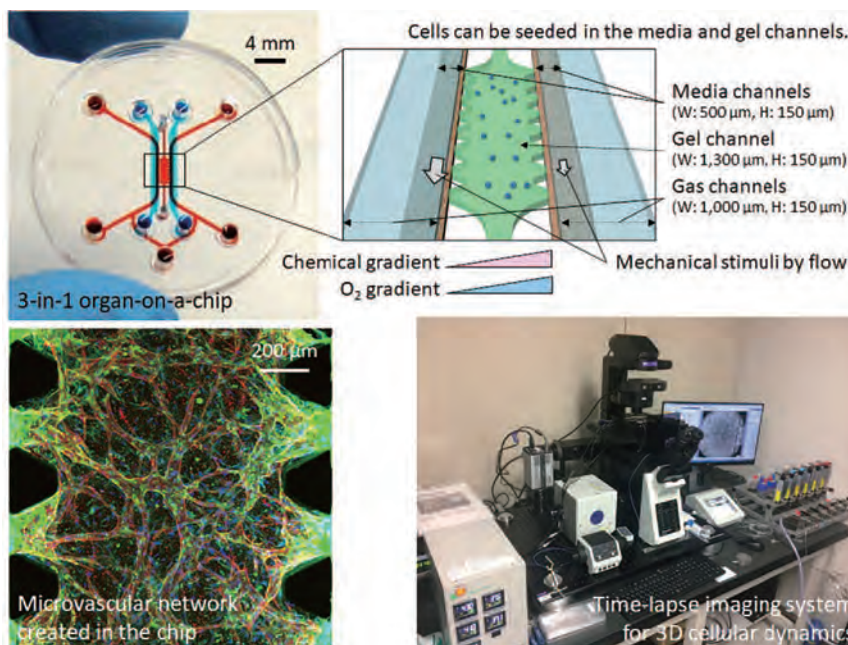 4 mm
3-in-1 organ-on-a-chip
Cells can be seeded in the media and gel channels.
Media channels
(W: 500 μm, H: 150 μm)
Gel channel
(W: 1,300 μm, H: 150 μm)
Gas channels
(W: 1,000 μm, H: 150 μm)
Chemical gradient
O₂ gradient
Mechanical stimuli by flow
200 μm
Microvascular network
created in the chip
Time-lapse imaging system
for 3D cellular dynamics